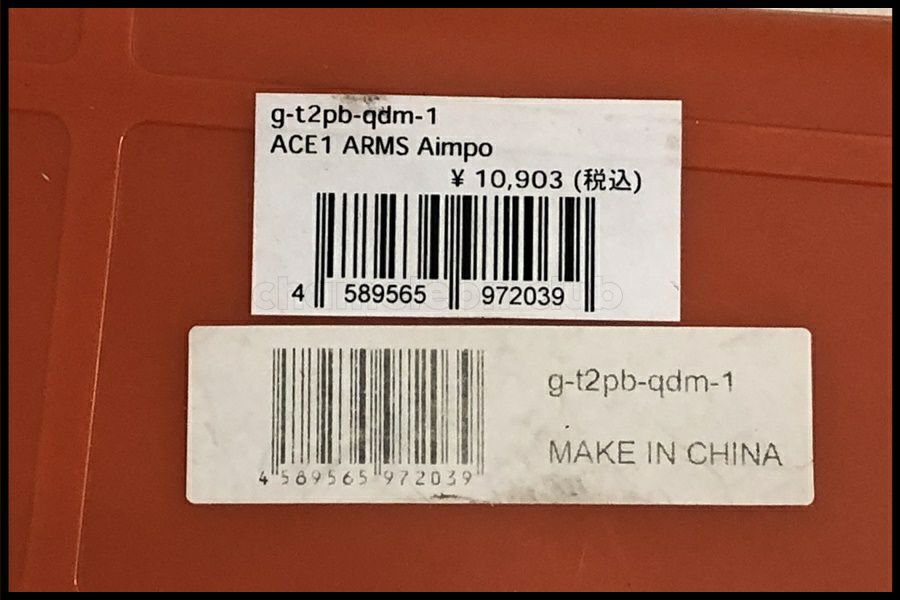 g-t2pb-qdm-1
ACE1 ARMS Aimpo
¥ 10,903 (税込)
4 589565 972039
chameleonclub
g-t2pb-qdm-1
MAKE IN CHINA
4 589565 972039